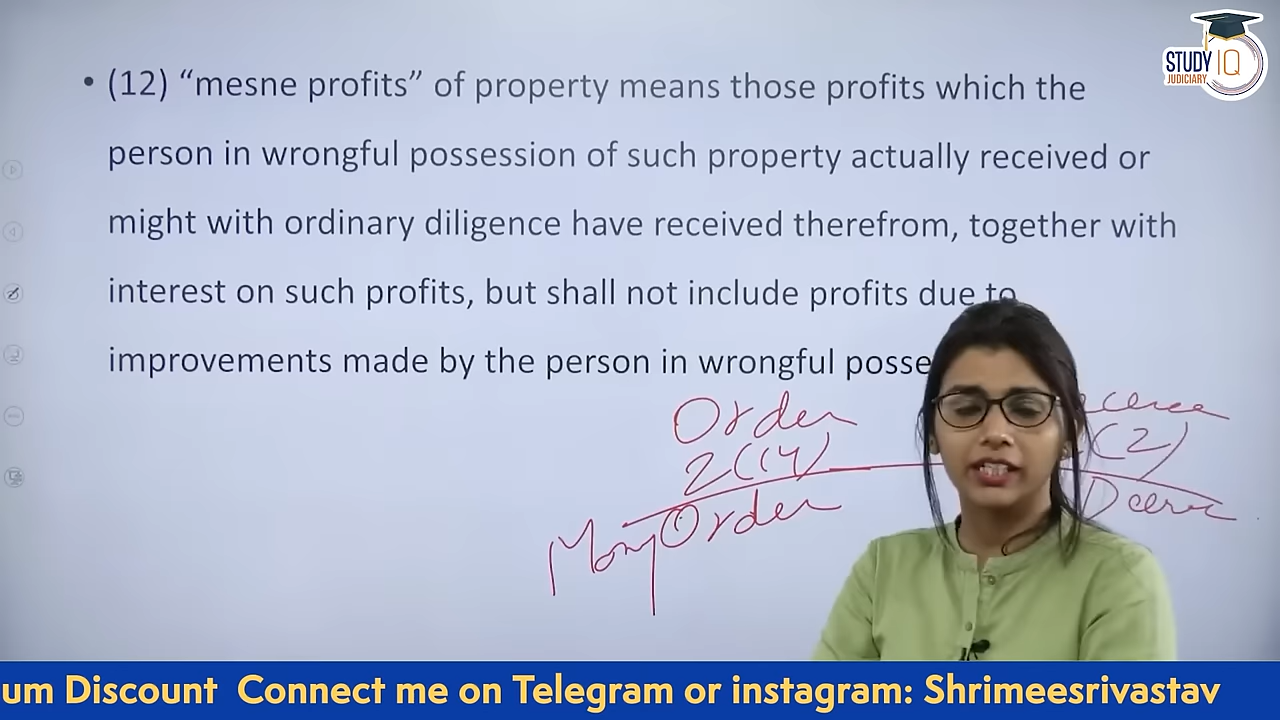 STUDY IQ
JUDICIARY
• (12) “mesne profits” of property means those profits which the
person in wrongful possession of such property actually received or
might with ordinary diligence have received therefrom, together with
interest on such profits, but shall not include profits due to
improvements made by the person in wrongful posse
Order
2(14) (2)
Many Order
um Discount Connect me on Telegram or instagram: Shrimeesrivastav